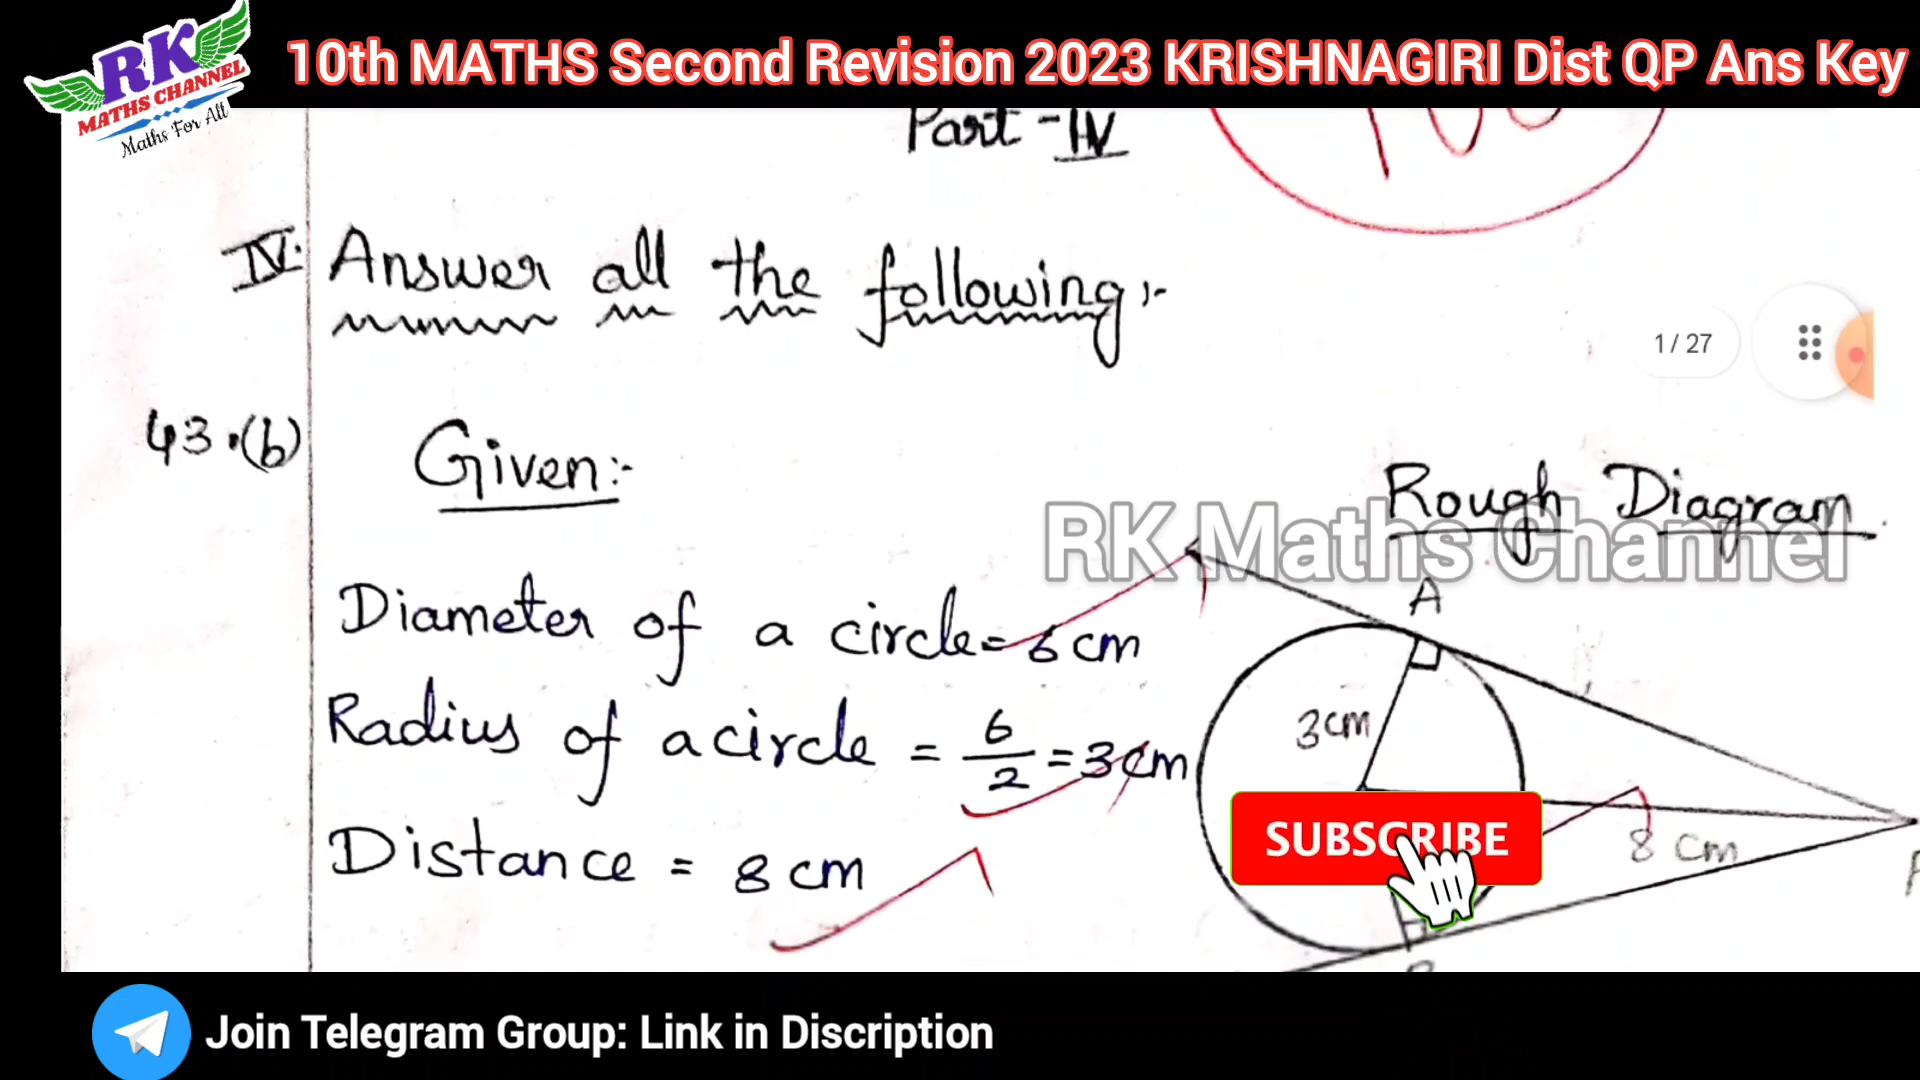 RK
MATHS CHANNEL
Maths For All
10th MATHS Second Revision 2023 KRISHNAGIRI Dist QP Ans Key
Part - IV
100
IV. Answer all the following:-
1 / 27
43.(b)
Given:-
Rough Diagram
RK Maths Channel
A
Diameter of a circle = 6 cm
3cm
Radius of a circle = 6/2 = 3cm
SUBSCRIBE
8 cm
Distance = 8 cm
Join Telegram Group: Link in Discription